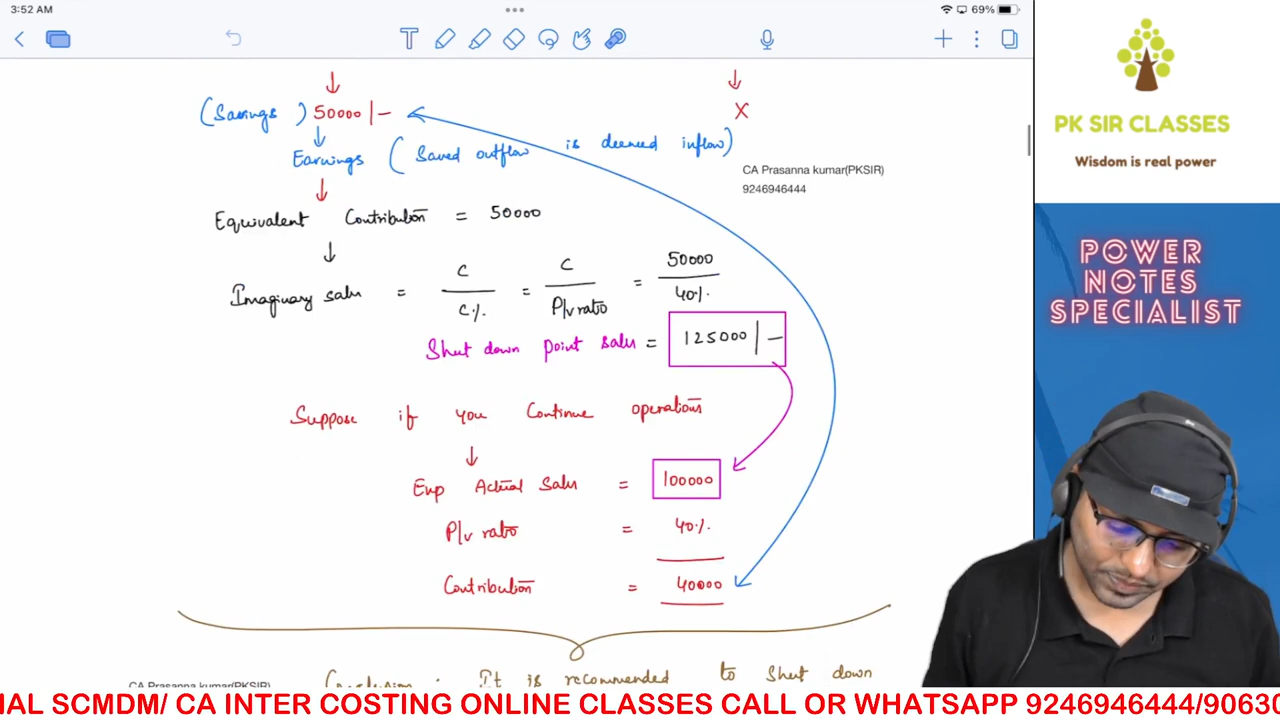 3:52 AM
69%
(Savings) 50000/-
X
Earnings (Saved outflow is deemed inflow)
CA Prasanna kumar(PKSIR)
9246946444
Equivalent Contribution = 50000
Imaginary sales = C / C% = C / P/v ratio = 50000 / 40%
Shut down point sales = 125000/-
Suppose if you Continue operations
Exp Actual Sales = 100000
P/v ratio = 40%
Contribution = 40000
Conclusion : It is recommended to Shut down
CA Prasanna kumar(PKSIR)
PK SIR CLASSES
Wisdom is real power
POWER
NOTES
SPECIALIST
IAL SCMDM/ CA INTER COSTING ONLINE CLASSES CALL OR WHATSAPP 9246946444/90630